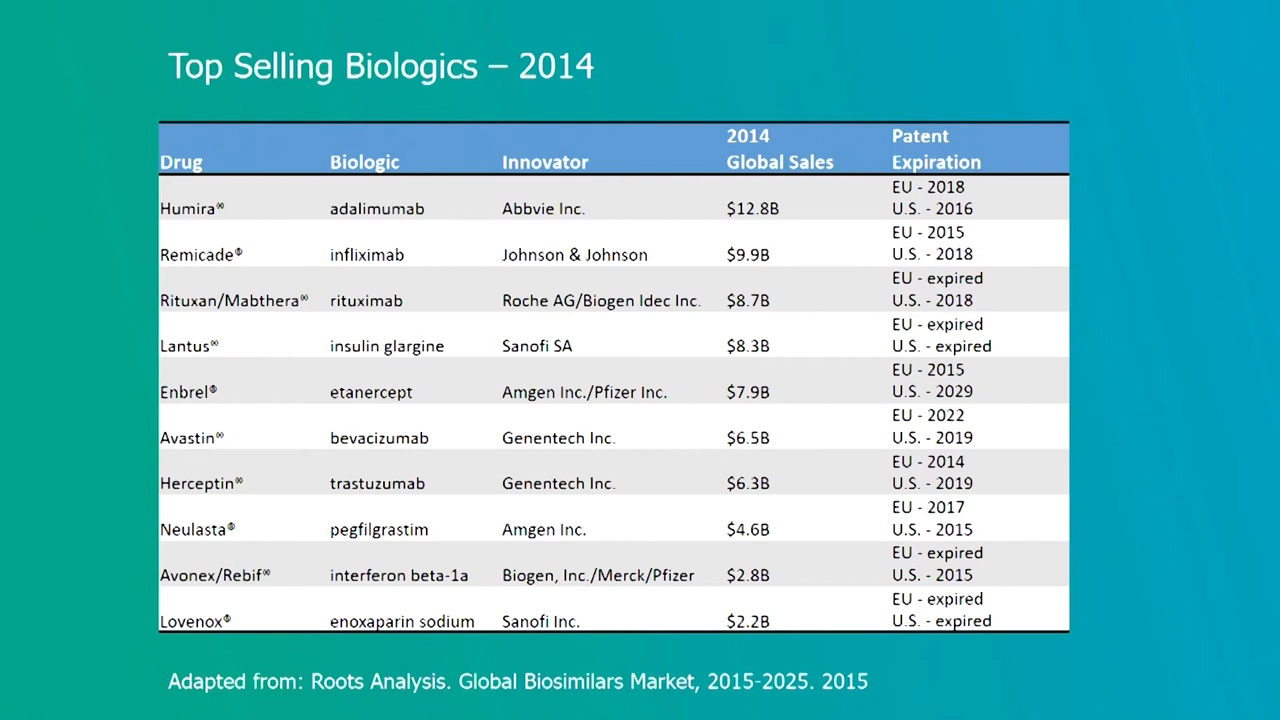 Top Selling Biologics – 2014
Drug Biologic Innovator 2014 Global Sales Patent Expiration
Humira® adalimumab Abbvie Inc. $12.8B EU - 2018 U.S. - 2016
Remicade® infliximab Johnson & Johnson $9.9B EU - 2015 U.S. - 2018
Rituxan/Mabthera® rituximab Roche AG/Biogen Idec Inc. $8.7B EU - expired U.S. - 2018
Lantus® insulin glargine Sanofi SA $8.3B EU - expired U.S. - expired
Enbrel® etanercept Amgen Inc./Pfizer Inc. $7.9B EU - 2015 U.S. - 2029
Avastin® bevacizumab Genentech Inc. $6.5B EU - 2022 U.S. - 2019
Herceptin® trastuzumab Genentech Inc. $6.3B EU - 2014 U.S. - 2019
Neulasta® pegfilgrastim Amgen Inc. $4.6B EU - 2017 U.S. - 2015
Avonex/Rebif® interferon beta-1a Biogen, Inc./Merck/Pfizer $2.8B EU - expired U.S. - 2015
Lovenox® enoxaparin sodium Sanofi Inc. $2.2B EU - expired U.S. - expired
Adapted from: Roots Analysis. Global Biosimilars Market, 2015-2025. 2015